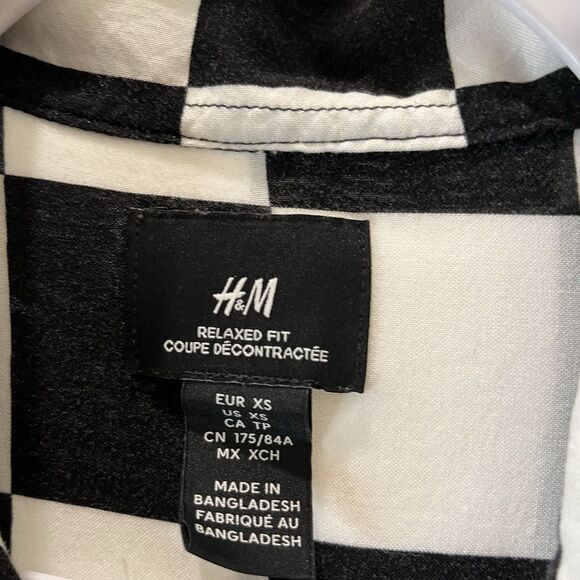 H&M
RELAXED FIT
COUPE DÉCONTRACTÉE
EUR XS
US XS
CA TP
CN 175/84A
MX XCH
MADE IN
BANGLADESH
FABRIQUÉ AU
BANGLADESH